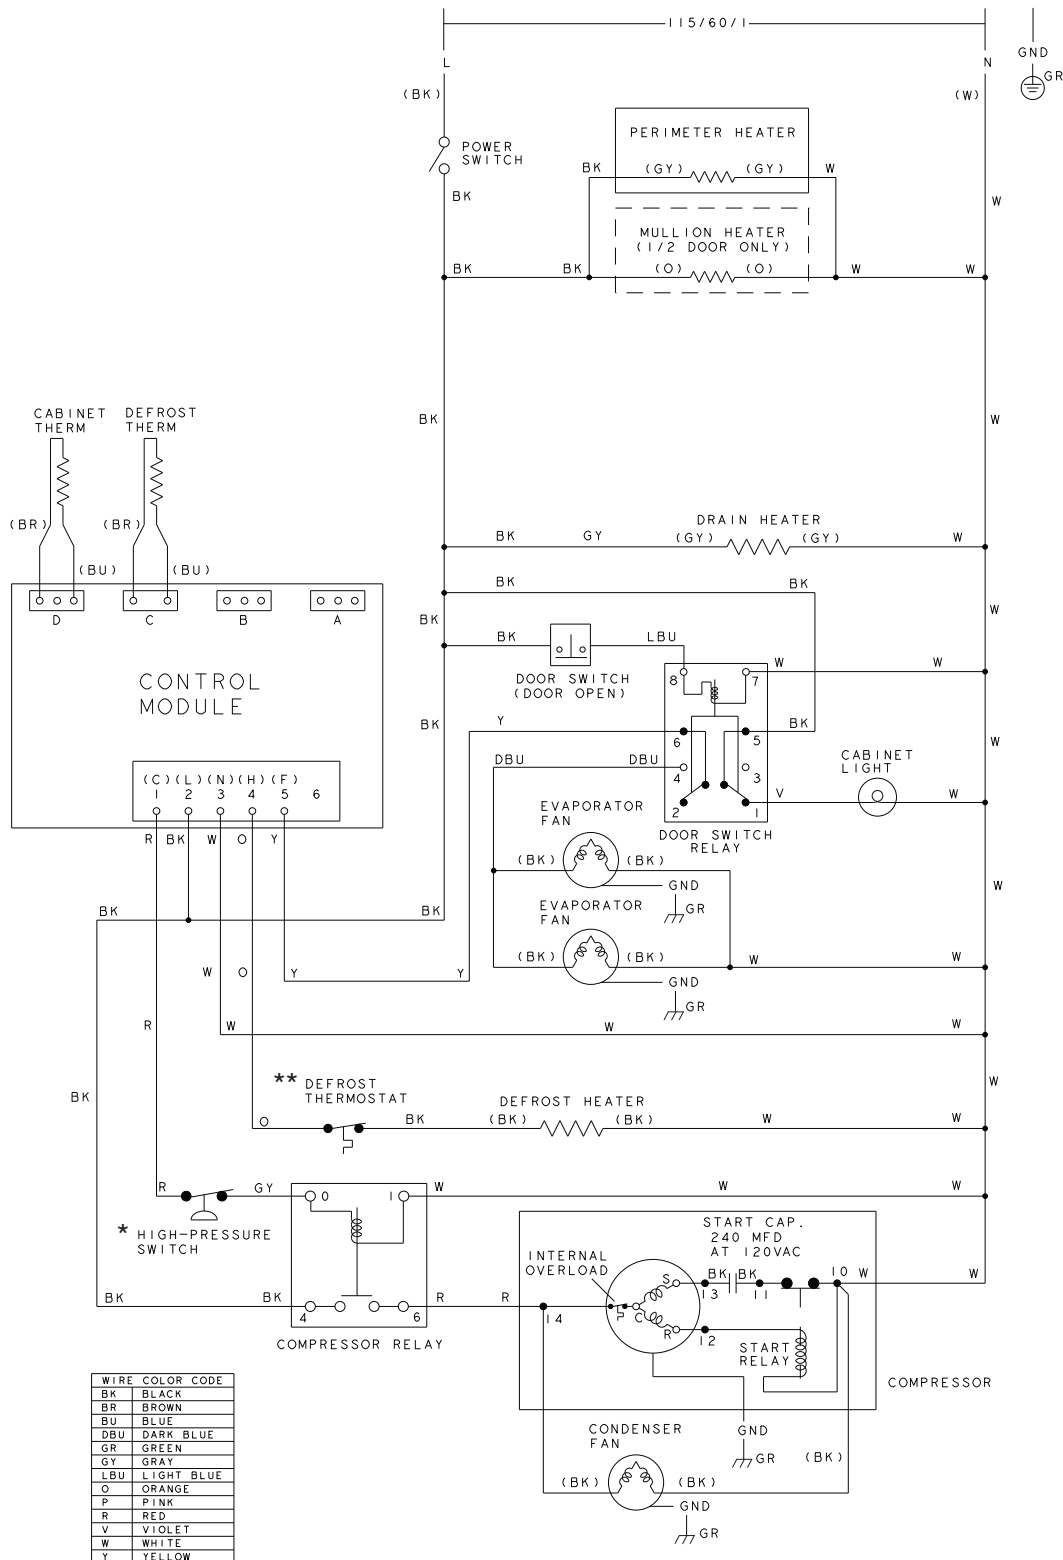 115/60/1
L
N
GND
GR
(BK)
(W)
POWER
SWITCH
BK
PERIMETER HEATER
BK
(GY)
(GY)
W
W
MULLION HEATER
(1/2 DOOR ONLY)
BK
BK
(O)
(O)
W
W
CABINET
THERM
DEFROST
THERM
BK
W
(BR)
(BR)
(BU)
(BU)
DRAIN HEATER
BK
GY
(GY)
(GY)
W
D
C
B
A
BK
BK
BK
W
CONTROL
MODULE
BK
LBU
DOOR SWITCH
(DOOR OPEN)
8
7
W
W
BK
Y
6
5
BK
W
DBU
DBU
4
3
CABINET
LIGHT
2
1
V
W
DOOR SWITCH
RELAY
(C) (L) (N) (H) (F)
1 2 3 4 5 6
R BK W O Y
EVAPORATOR
FAN
(BK)
(BK)
GND
GR
W
BK
BK
EVAPORATOR
FAN
(BK)
(BK)
W
W
GND
GR
W
O
Y
Y
R
W
W
W
BK
** DEFROST
THERMOSTAT
O
BK
DEFROST HEATER
(BK)
(BK)
W
W
W
R
GY
0
1
W
W
W
* HIGH-PRESSURE
SWITCH
BK
BK
4
6
R
R
COMPRESSOR RELAY
START CAP.
240 MFD
AT 120VAC
INTERNAL
OVERLOAD
14
S
C
R
BK
BK
13
11
10
W
W
12
START
RELAY
COMPRESSOR
GND
GR
CONDENSER
FAN
(BK)
(BK)
(BK)
GND
GR
WIRE COLOR CODE
BK BLACK
BR BROWN
BU BLUE
DBU DARK BLUE
GR GREEN
GY GRAY
LBU LIGHT BLUE
O ORANGE
P PINK
R RED
V VIOLET
W WHITE
Y YELLOW